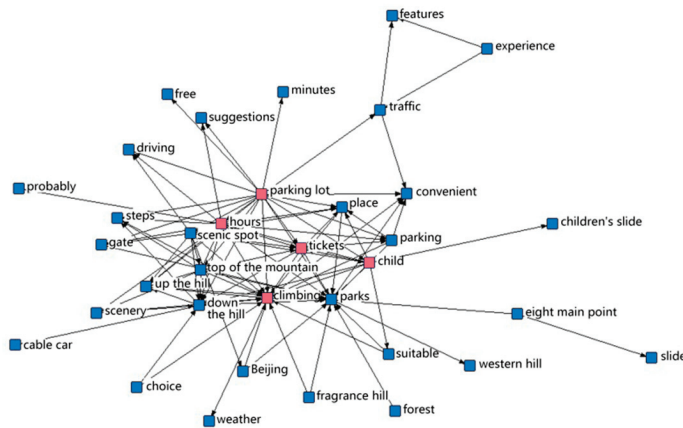 features
experience
minutes
free
traffic
suggestions
driving
probably
parking lot
convenient
place
steps
hours
children's slide
scenic spot
parking
gate
tickets
child
top of the mountain
up the hill
climbing
parks
scenery
down
the hill
eight main point
cable car
suitable
slide
western hill
Beijing
choice
fragrance hill
forest
weather